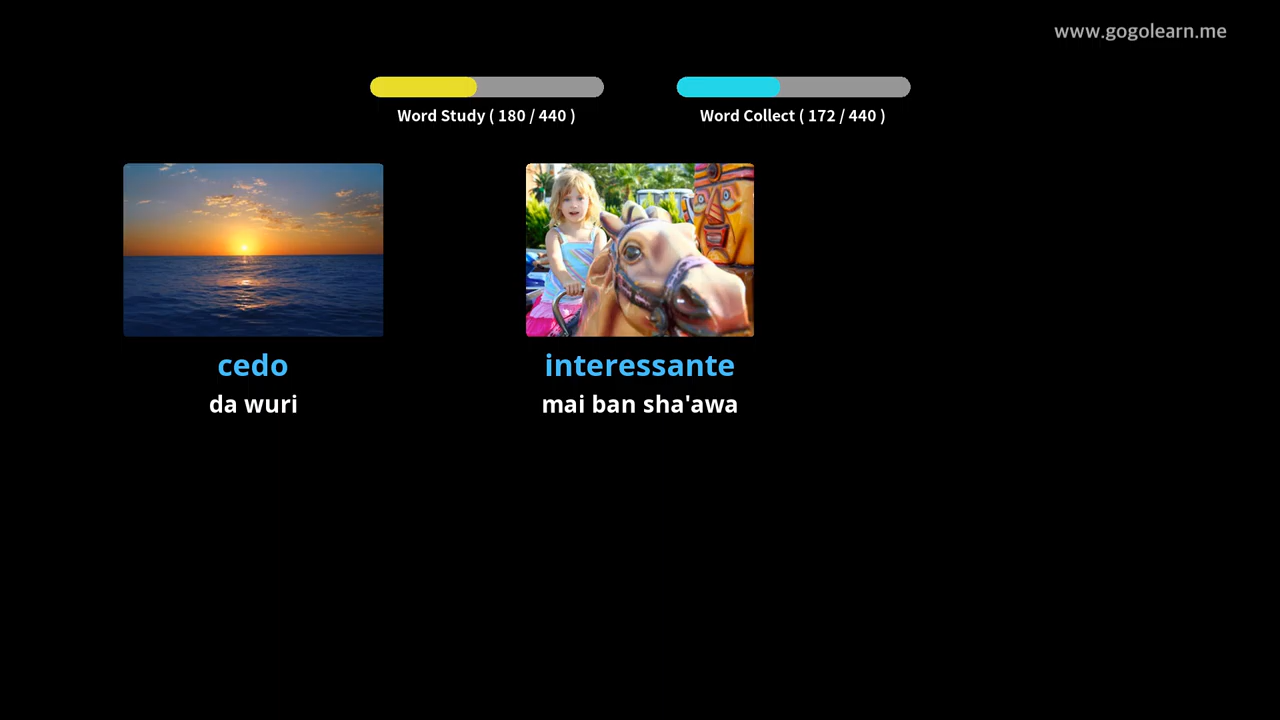 www.gogolearn.me
Word Study ( 180 / 440 )
Word Collect ( 172 / 440 )
cedo
da wuri
interessante
mai ban sha'awa